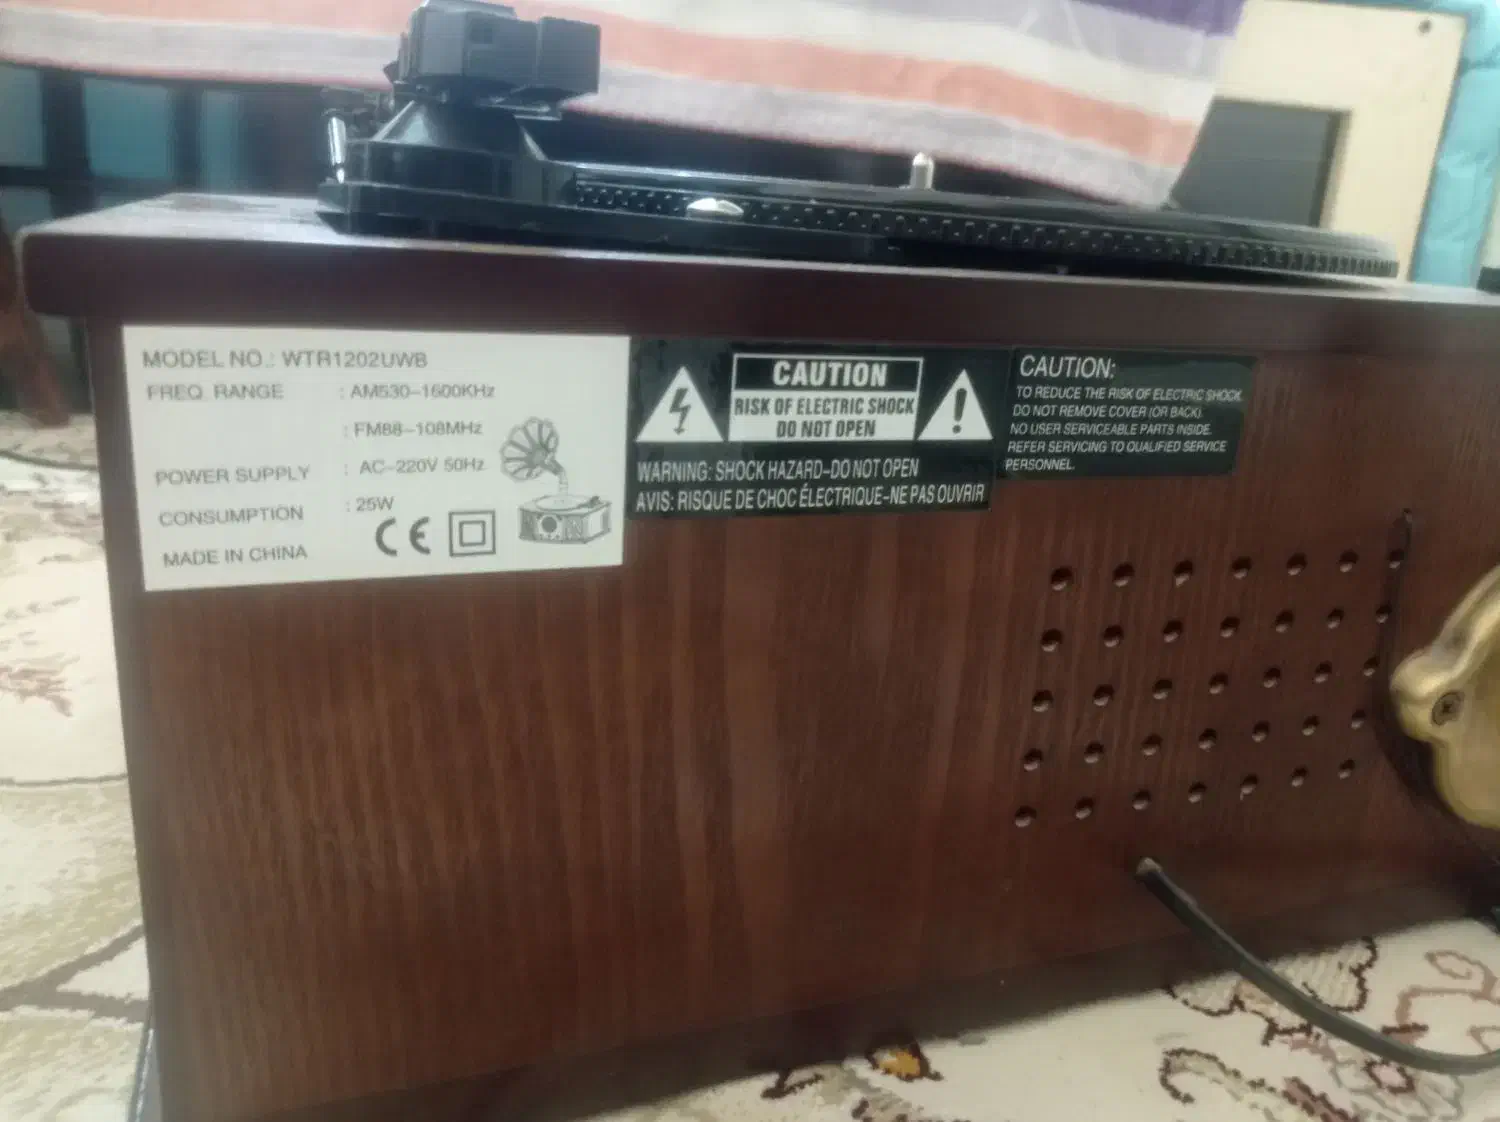 MODEL NO.: WTR1202UWB
FREQ. RANGE : AM530-1600KHz
: FM88-108MHz
POWER SUPPLY : AC-220V 50Hz
CONSUMPTION : 25W
MADE IN CHINA
CE
CAUTION
RISK OF ELECTRIC SHOCK
DO NOT OPEN
WARNING: SHOCK HAZARD-DO NOT OPEN
AVIS: RISQUE DE CHOC ÉLECTRIQUE-NE PAS OUVRIR
CAUTION:
TO REDUCE THE RISK OF ELECTRIC SHOCK,
DO NOT REMOVE COVER (OR BACK).
NO USER SERVICEABLE PARTS INSIDE.
REFER SERVICING TO QUALIFIED SERVICE
PERSONNEL.